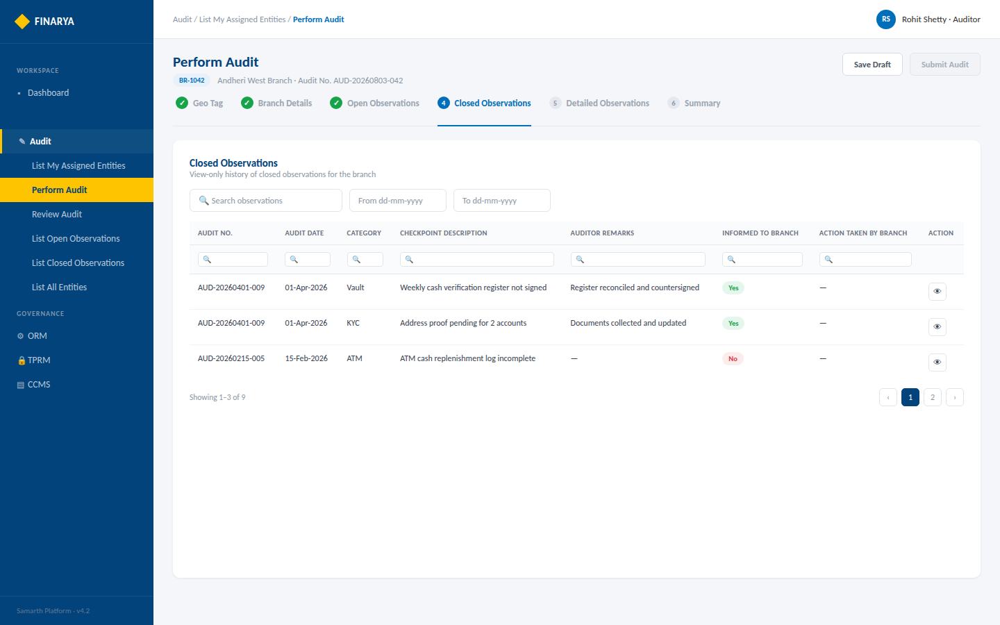 FINARYA
Audit / List My Assigned Entities / Perform Audit
RS
Rohit Shetty · Auditor
WORKSPACE
Dashboard
Audit
List My Assigned Entities
Perform Audit
Review Audit
List Open Observations
List Closed Observations
List All Entities
GOVERNANCE
ORM
TPRM
CCMS
Samarth Platform - v4.2
Perform Audit
Save Draft
Submit Audit
BR-1042
Andheri West Branch · Audit No. AUD-20260803-042
✓ Geo Tag
✓ Branch Details
✓ Open Observations
4 Closed Observations
5 Detailed Observations
6 Summary
Closed Observations
View-only history of closed observations for the branch
Search observations
From dd-mm-yyyy
To dd-mm-yyyy
AUDIT NO. AUDIT DATE CATEGORY CHECKPOINT DESCRIPTION AUDITOR REMARKS INFORMED TO BRANCH ACTION TAKEN BY BRANCH ACTION
AUD-20260401-009 01-Apr-2026 Vault Weekly cash verification register not signed Register reconciled and countersigned Yes —
AUD-20260401-009 01-Apr-2026 KYC Address proof pending for 2 accounts Documents collected and updated Yes —
AUD-20260215-005 15-Feb-2026 ATM ATM cash replenishment log incomplete — No —
Showing 1–3 of 9
‹ 1 2 ›